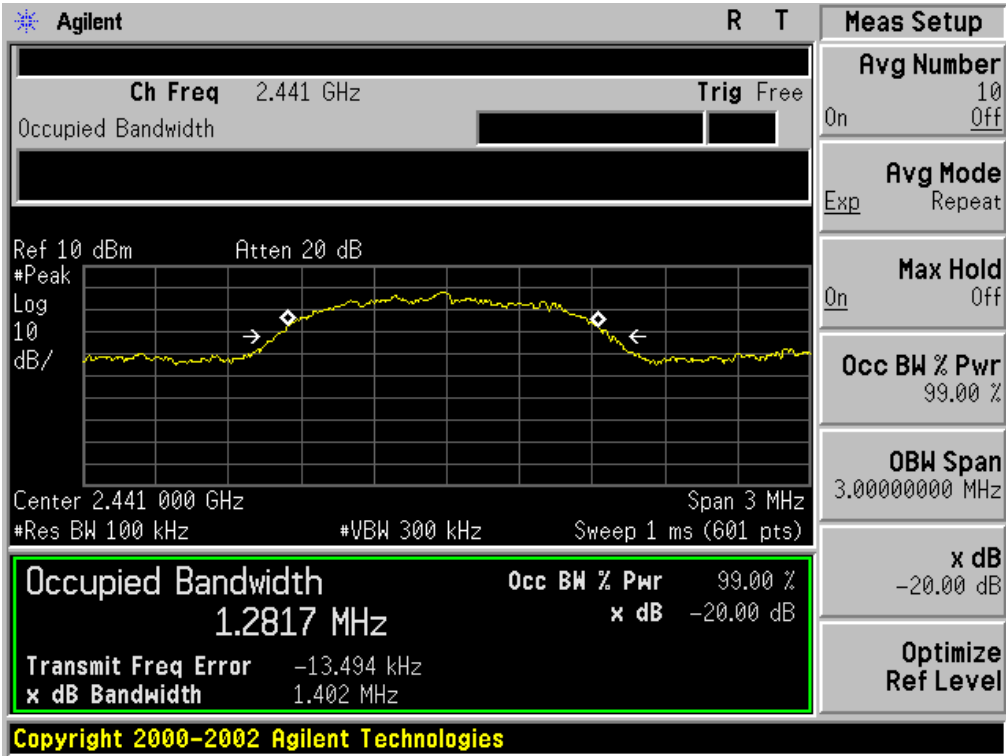 Agilent R T
Ch Freq 2.441 GHz Trig Free
Occupied Bandwidth
Ref 10 dBm Atten 20 dB
#Peak
Log
10
dB/
Center 2.441 000 GHz Span 3 MHz
#Res BW 100 kHz #VBW 300 kHz Sweep 1 ms (601 pts)
Occupied Bandwidth Occ BW % Pwr 99.00 %
1.2817 MHz x dB -20.00 dB
Transmit Freq Error -13.494 kHz
x dB Bandwidth 1.402 MHz
Copyright 2000-2002 Agilent Technologies
Meas Setup
Avg Number
10
On Off
Avg Mode
Exp Repeat
Max Hold
On Off
Occ BW % Pwr
99.00 %
OBW Span
3.00000000 MHz
x dB
-20.00 dB
Optimize
Ref Level